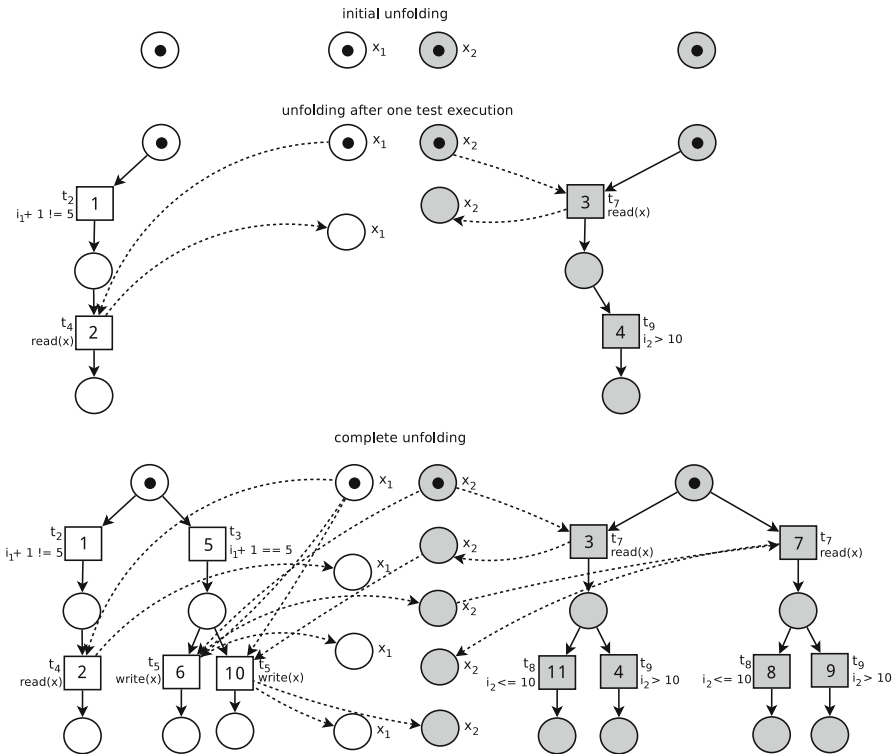 initial unfolding
x1 x2
unfolding after one test execution
x1 x2
t2 1 x2 3 t7
i1+ 1 != 5 x1 read(x)
t4 2 4 t9
read(x) i2 > 10
complete unfolding
x1 x2
t2 1 5 t3 3 t7 7 t7
i1+ 1 != 5 i1+ 1 == 5 x1 x2 read(x) read(x)
x2
t4 2 t5 6 10 t5 x1 x2 t8 11 4 t9 t8 8 9 t9
read(x) write(x) write(x) i2 <= 10 i2 > 10 i2 <= 10 i2 > 10
x1 x2